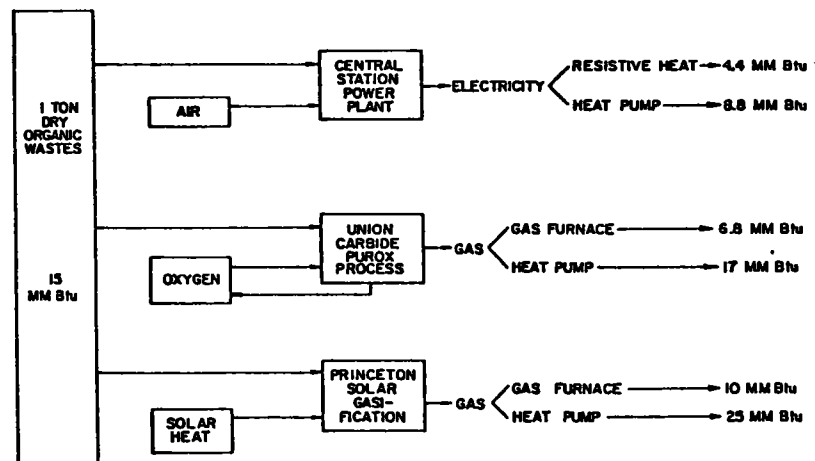 1 TON
DRY
ORGANIC
WASTES
15
MM Btu
AIR
CENTRAL
STATION
POWER
PLANT
ELECTRICITY
RESISTIVE HEAT 4.4 MM Btu
HEAT PUMP 8.8 MM Btu
OXYGEN
UNION
CARBIDE
PUROX
PROCESS
GAS
GAS FURNACE 6.8 MM Btu
HEAT PUMP 17 MM Btu
SOLAR
HEAT
PRINCETON
SOLAR
GASI-
FICATION
GAS
GAS FURNACE 10 MM Btu
HEAT PUMP 25 MM Btu